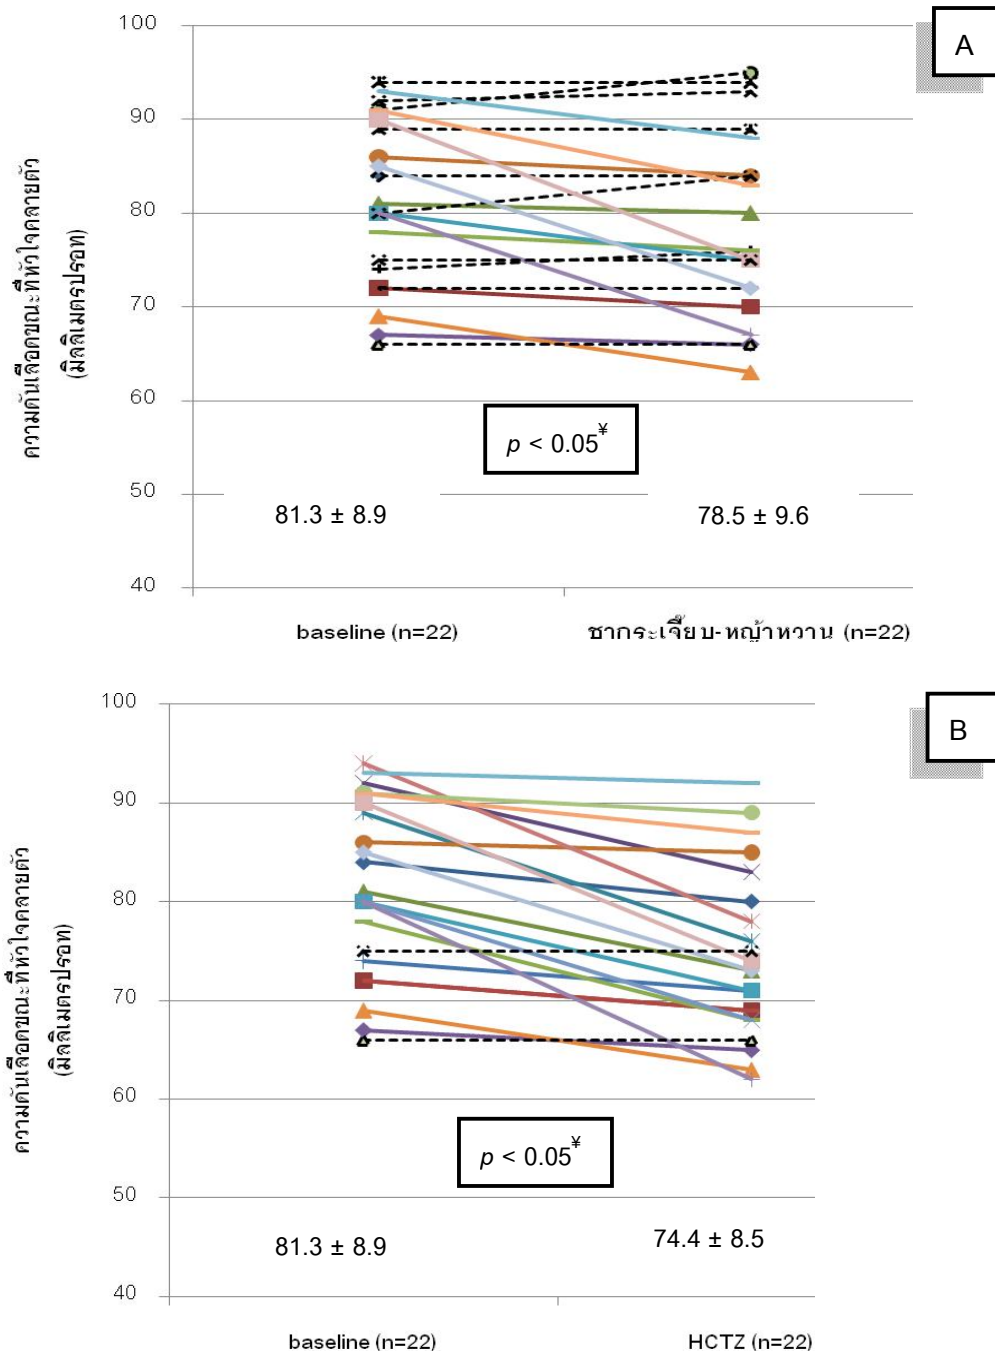 A
100
90
80
70
60
50
40
ความดันเลือดขณะที่หัวใจคลายตัว
(มิลลิเมตรปรอท)
p < 0.05¥
81.3 ± 8.9
78.5 ± 9.6
baseline (n=22)
ชากระเจี๊ยบ-หญ้าหวาน (n=22)
B
100
90
80
70
60
50
40
ความดันเลือดขณะที่หัวใจคลายตัว
(มิลลิเมตรปรอท)
p < 0.05¥
81.3 ± 8.9
74.4 ± 8.5
baseline (n=22)
HCTZ (n=22)